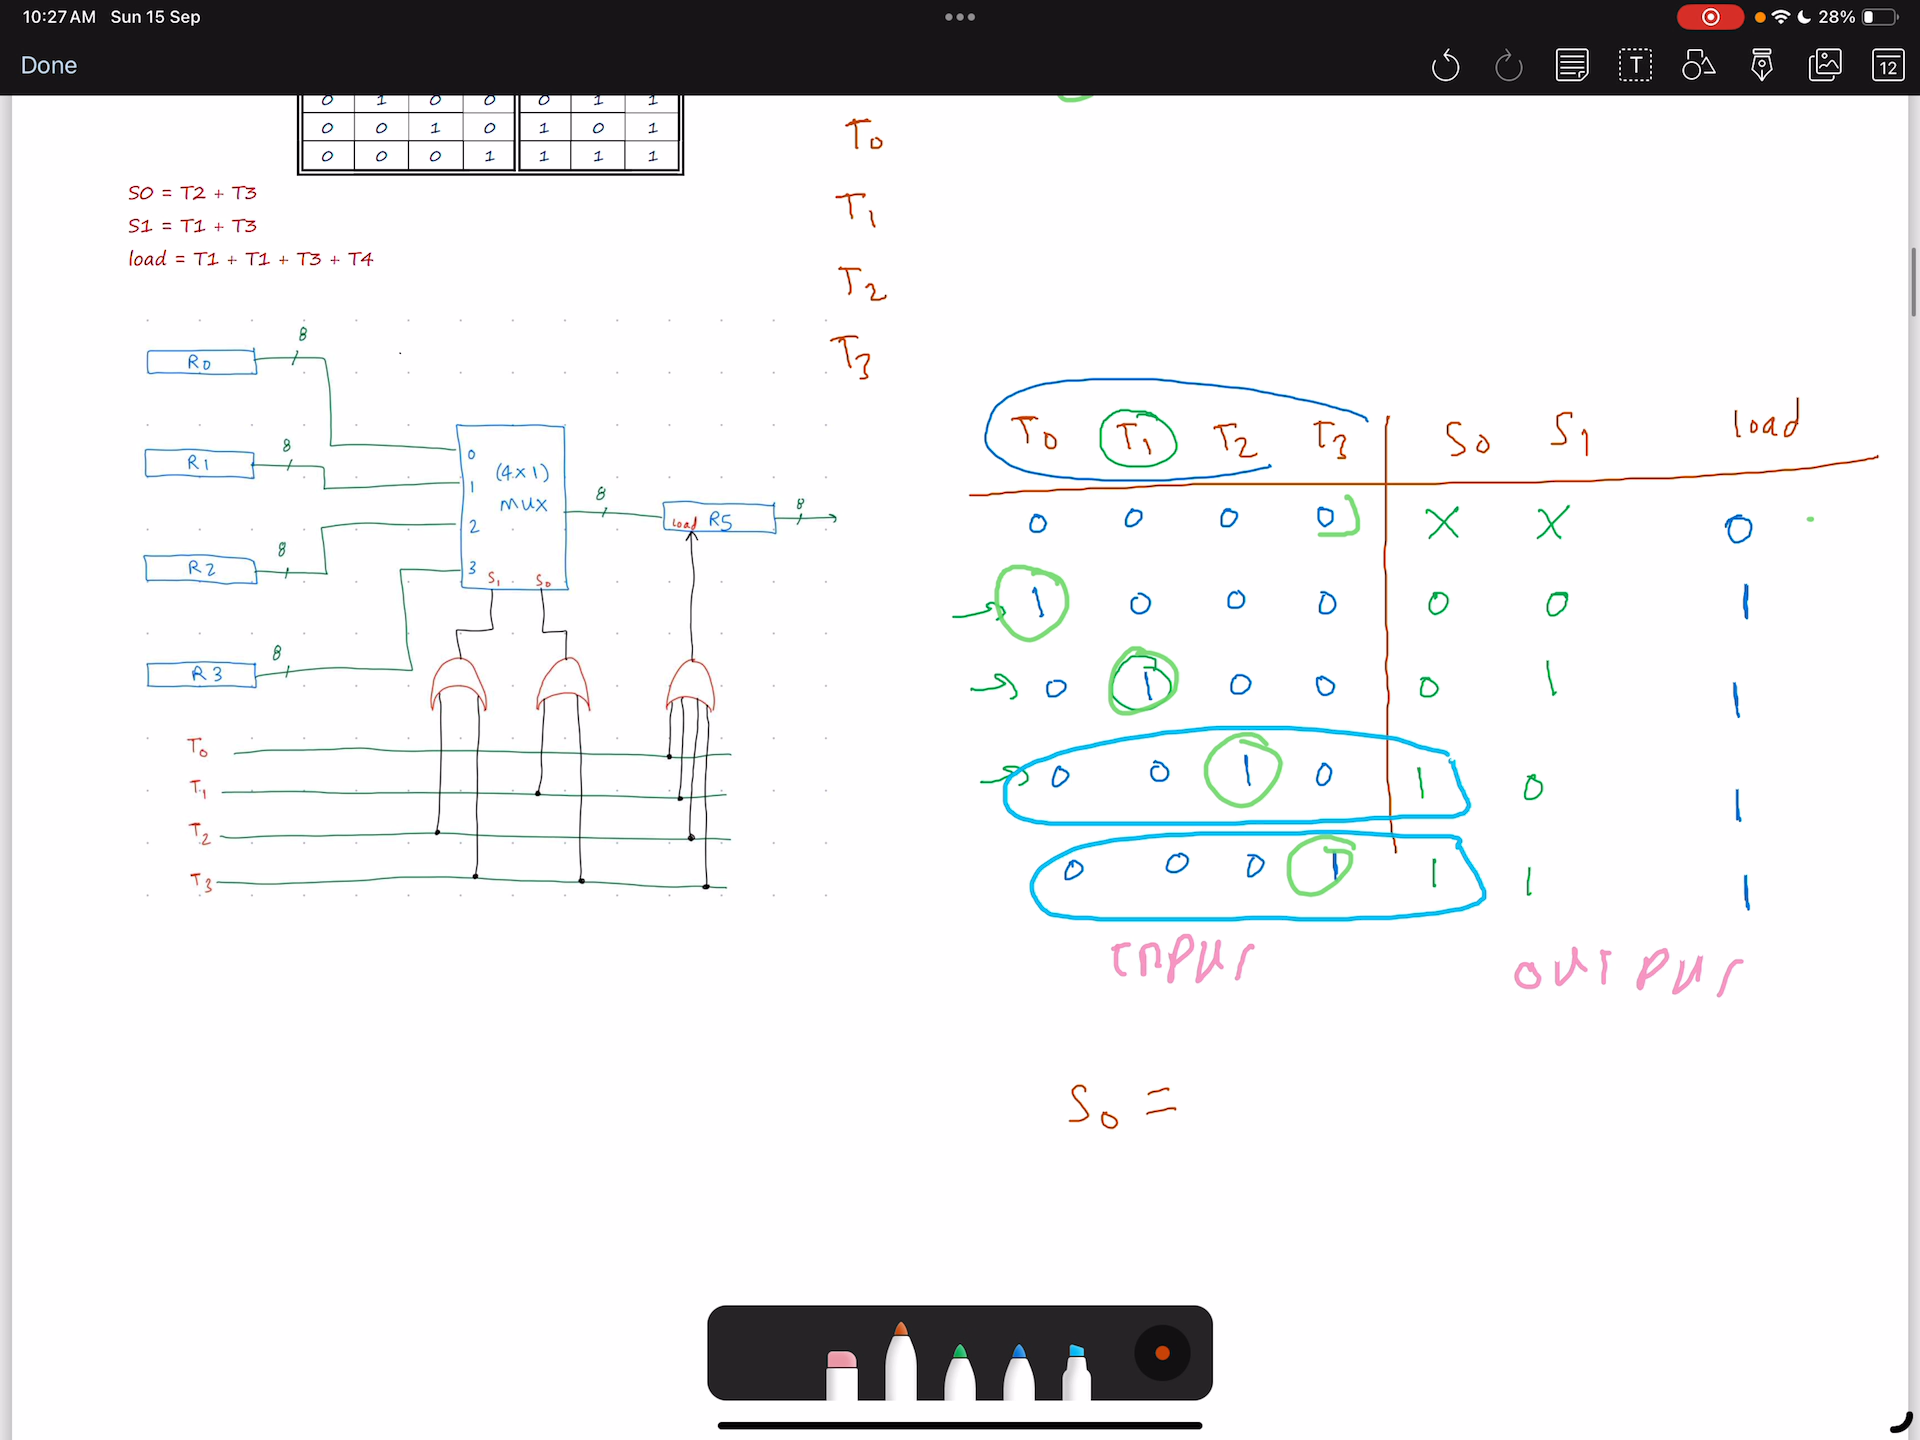 10:27 AM Sun 15 Sep
28%
Done
T
12
0 1 0 0 0 1 1
0 0 1 0 1 0 1
0 0 0 1 1 1 1
S0 = T2 + T3
S1 = T1 + T3
load = T1 + T1 + T3 + T4
T0
T1
T2
T3
R0 8
R1 8
R2 8
R3 8
0
1
2
3
(4x1)
mux
S1 S0
8
load R5
8
T0
T1
T2
T3
T0 T1 T2 T3 S0 S1 load
0 0 0 0 X X 0
1 0 0 0 0 0 1
0 1 0 0 0 1 1
0 0 1 0 1 0 1
0 0 0 1 1 1 1
INPUT
OUTPUT
S0 =